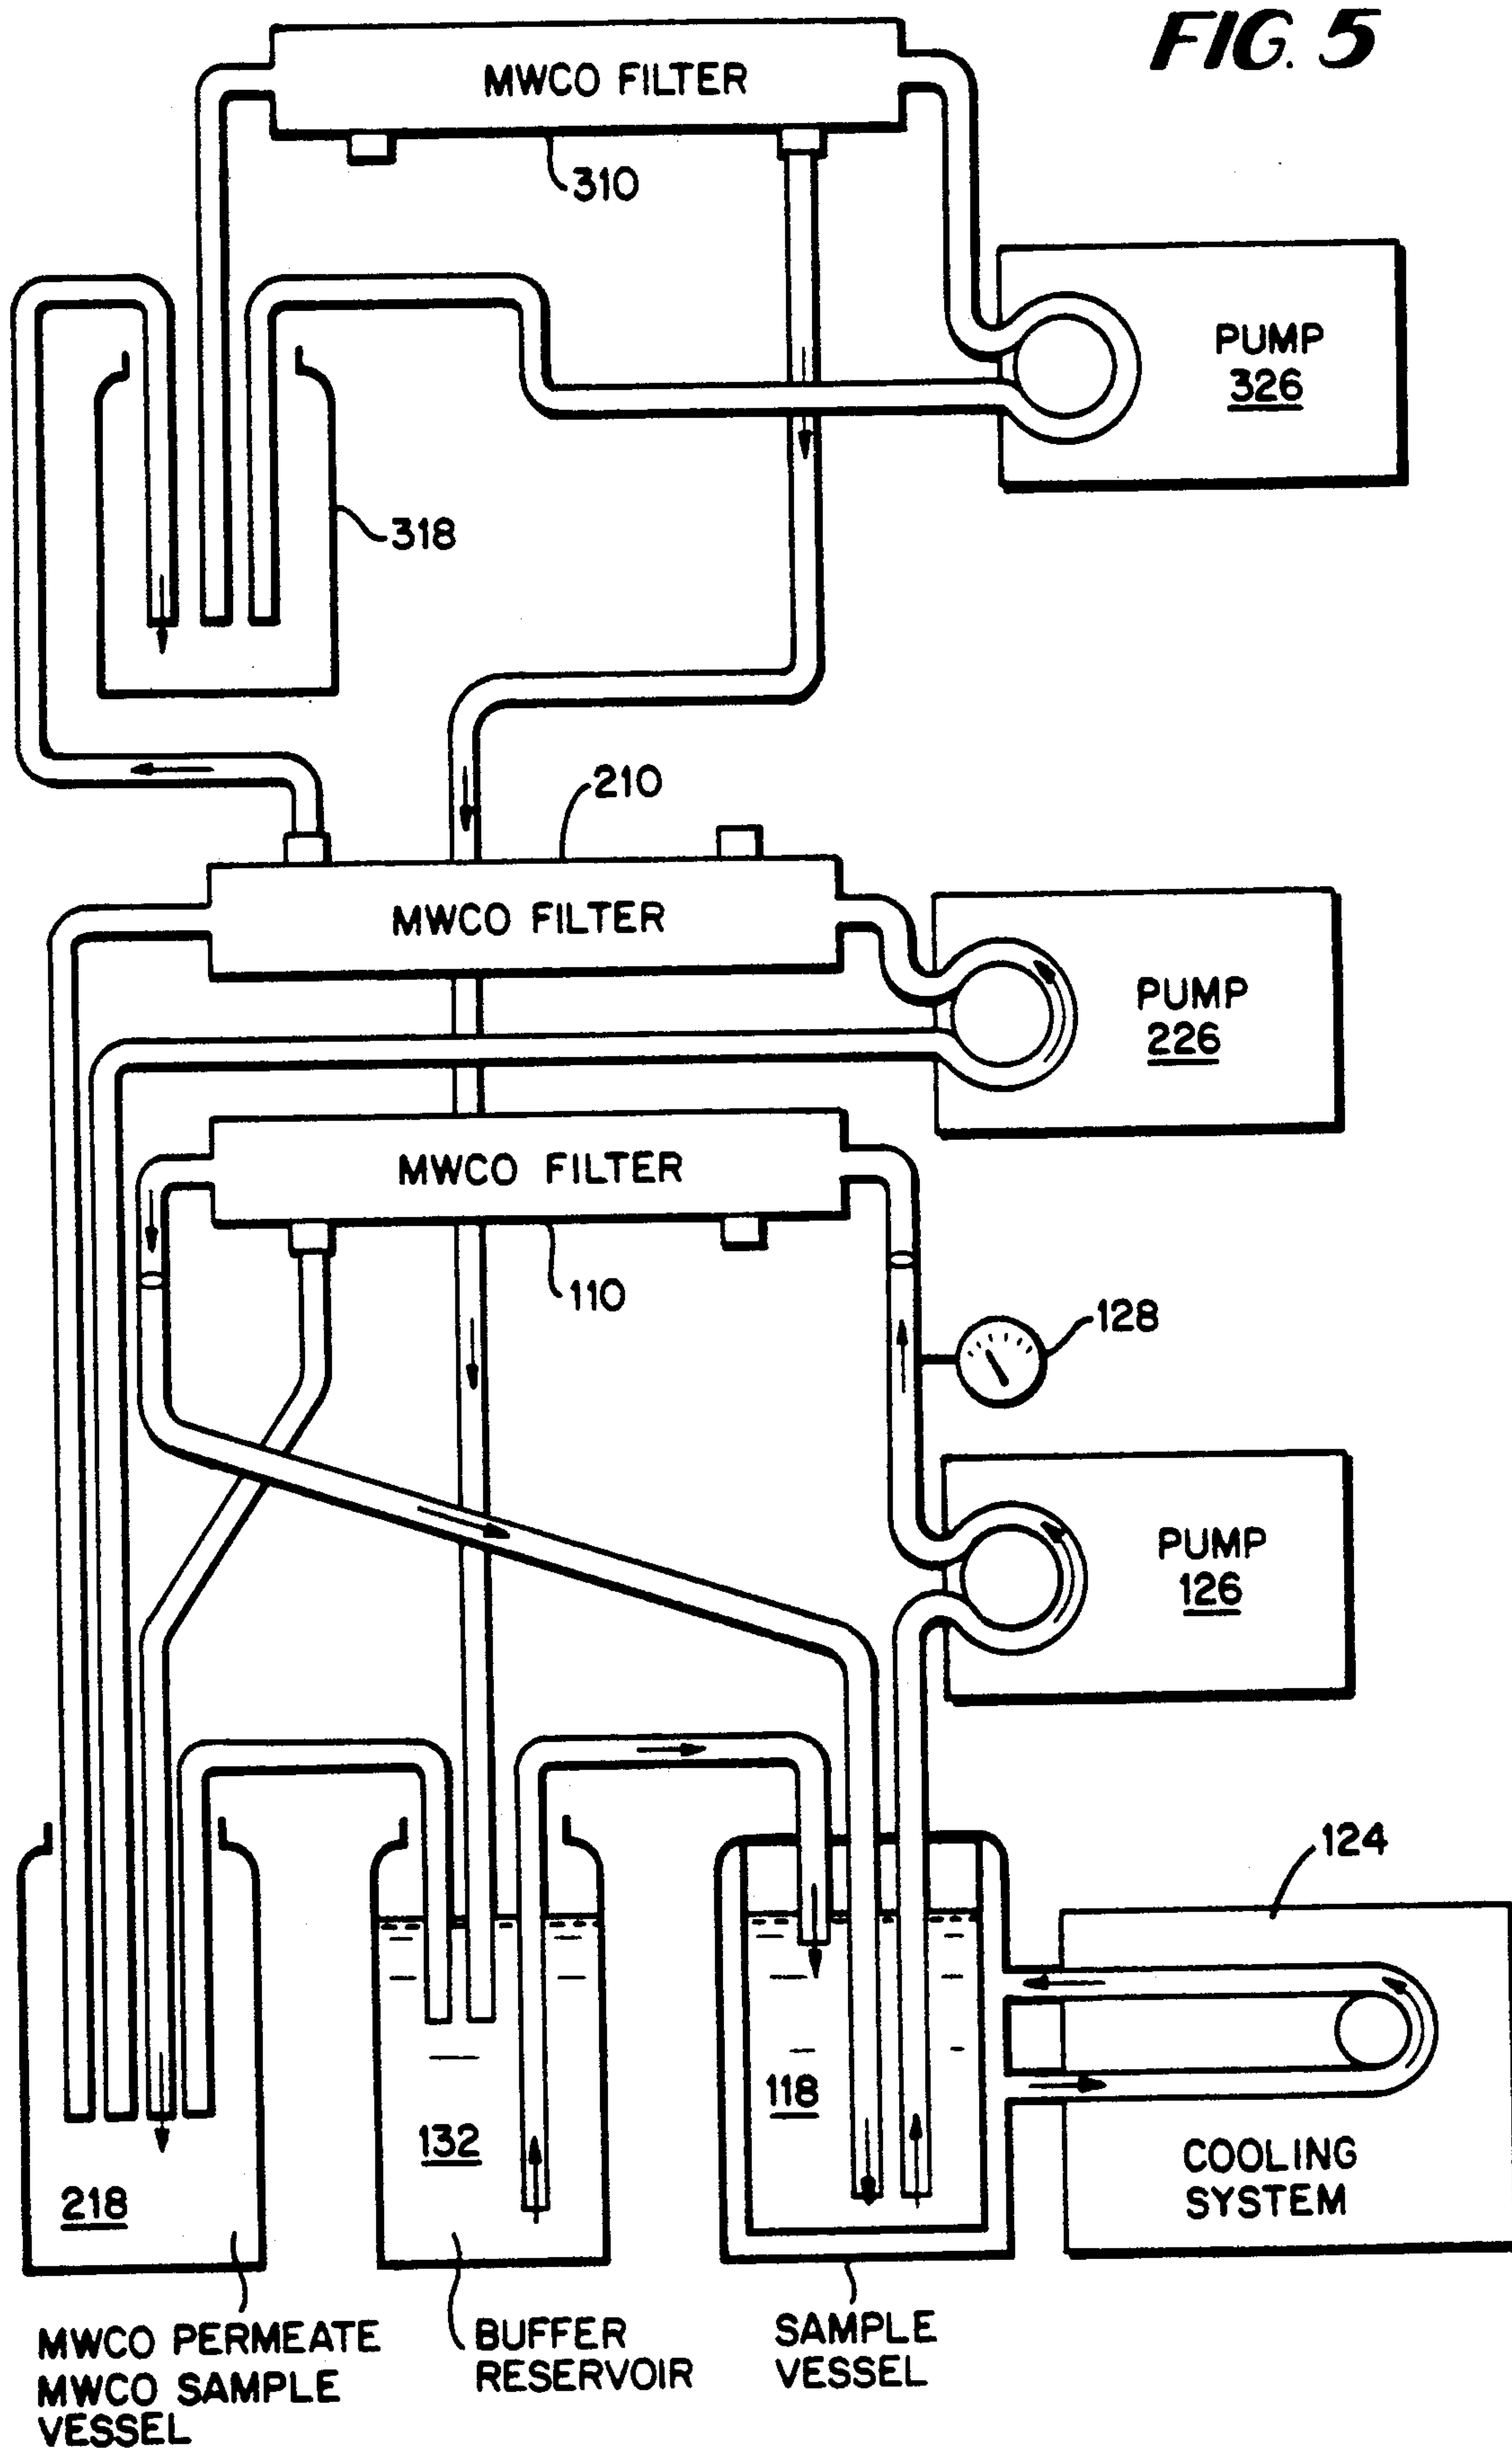 FIG. 5
MWCO FILTER
310
PUMP
326
318
210
MWCO FILTER
PUMP
226
MWCO FILTER
110
128
PUMP
126
124
118
132
218
COOLING
SYSTEM
MWCO PERMEATE
MWCO SAMPLE
VESSEL
BUFFER
RESERVOIR
SAMPLE
VESSEL